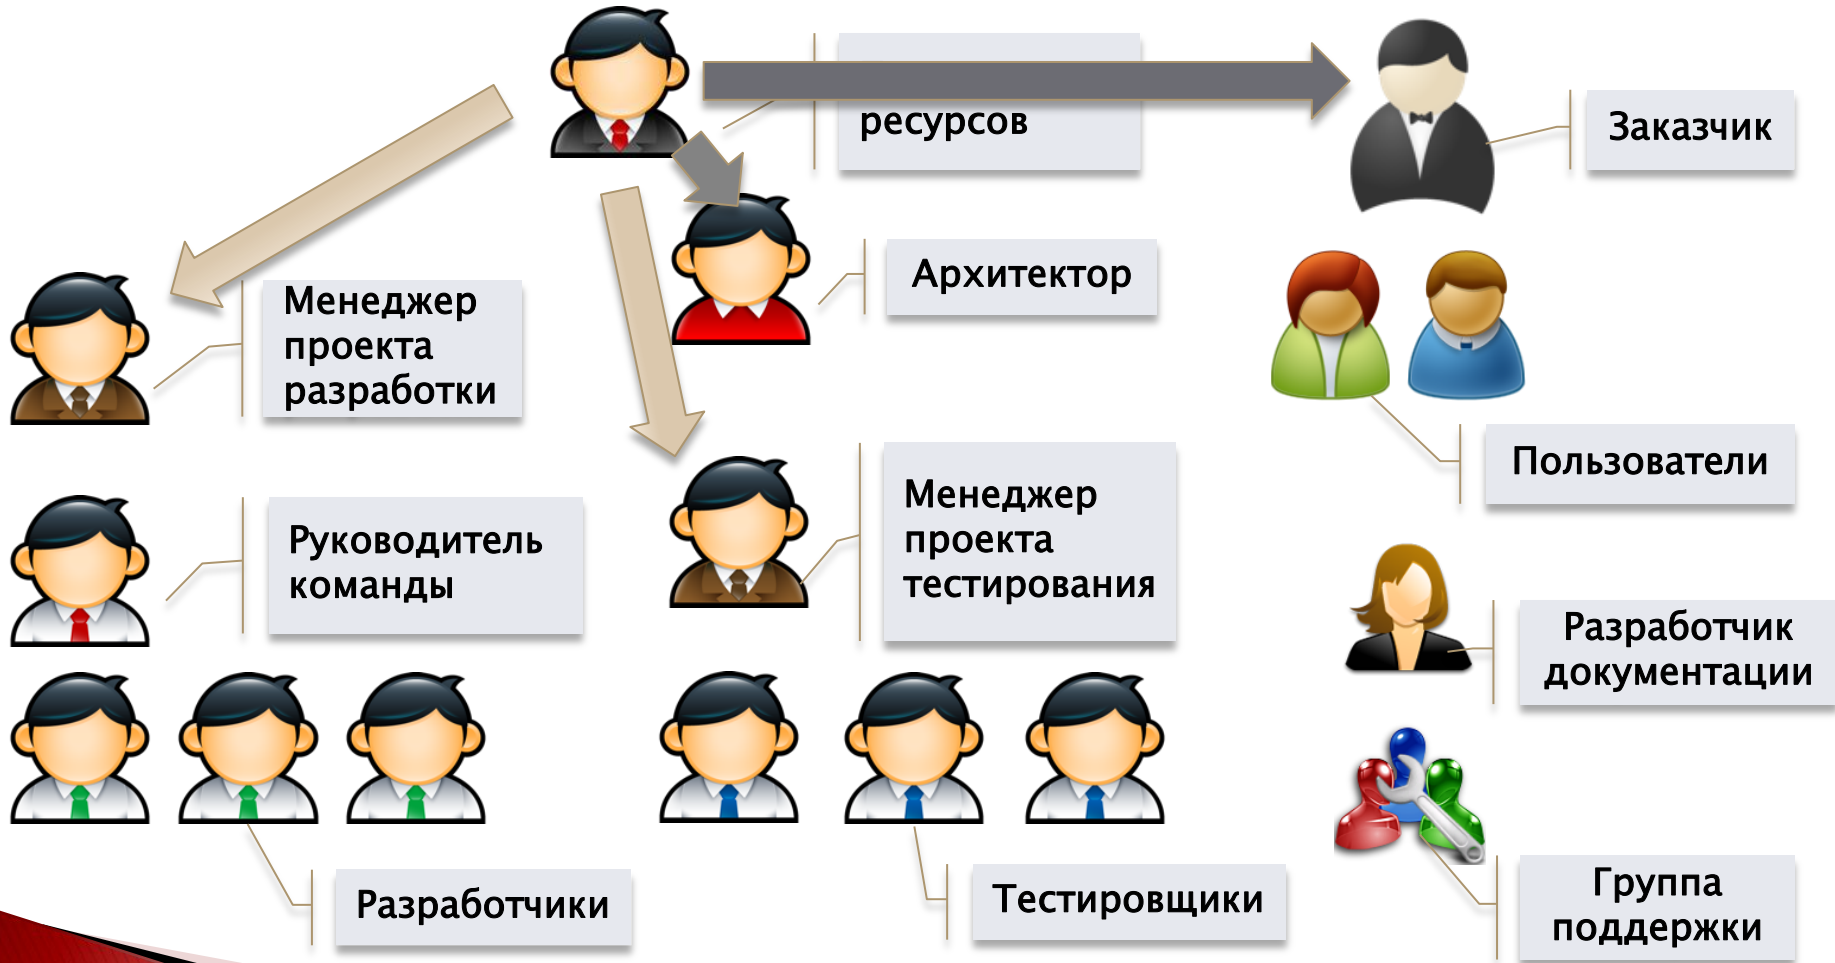 ресурсов
Заказчик
Архитектор
Менеджер
проекта
разработки
Пользователи
Менеджер
проекта
тестирования
Руководитель
команды
Разработчик
документации
Разработчики
Тестировщики
Группа
поддержки